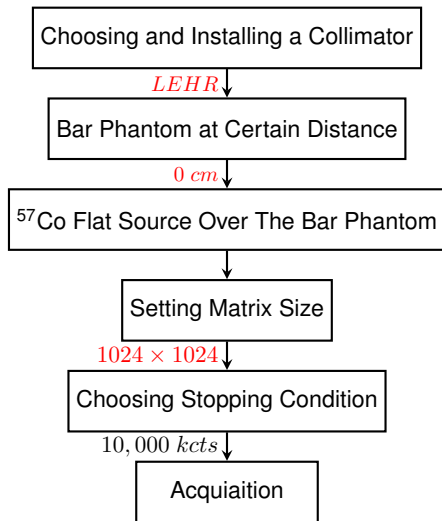 Choosing and Installing a Collimator
LEHR
Bar Phantom at Certain Distance
0 cm
⁵⁷Co Flat Source Over The Bar Phantom
Setting Matrix Size
1024 × 1024
Choosing Stopping Condition
10,000 kcts
Acquiaition